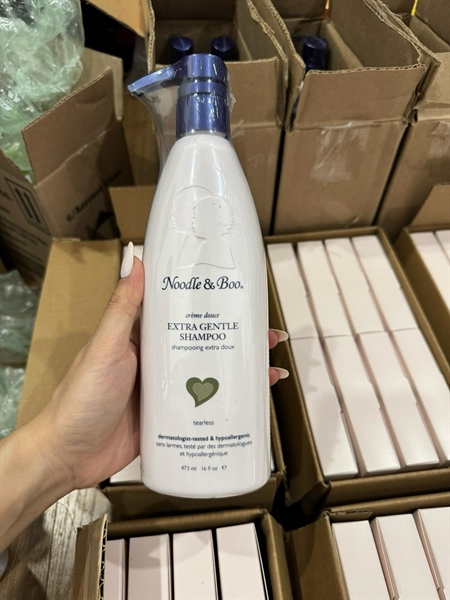 Noodle & Boo®
crème douce
EXTRA GENTLE
SHAMPOO
shampooing extra doux
tearless
dermatologist-tested & hypoallergenic
sans larmes, testé par des dermatologues
et hypoallergénique
473 ml 16 fl oz ℮